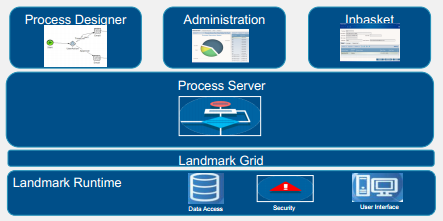 Process Designer
Administration
Inbasket
Process Server
Landmark Grid
Landmark Runtime
Data Access
Security
User Interface